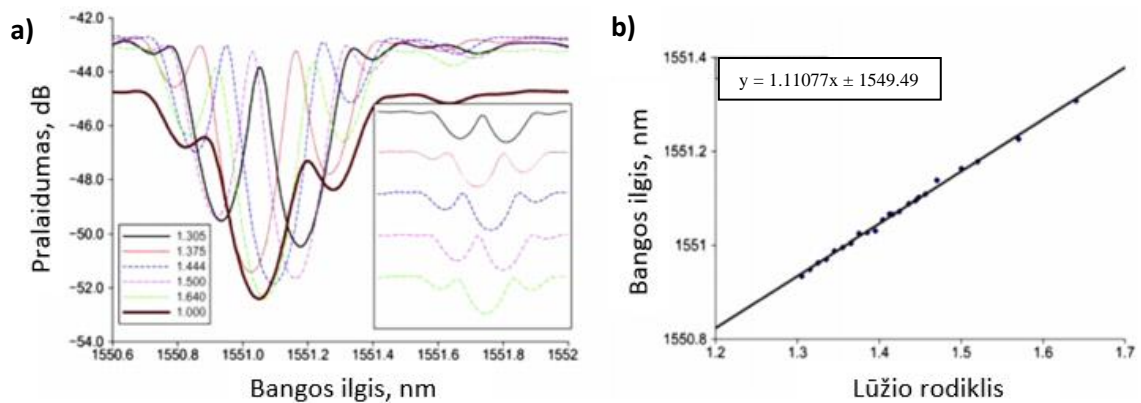 a)
Pralaidumas, dB
−42.0
−44.0
−46.0
−48.0
−50.0
−52.0
−54.0
1.305
1.375
1.444
1.500
1.640
1.000
1550.6 1550.8 1551.0 1551.2 1551.4 1551.6 1551.8 1552
Bangos ilgis, nm
b)
Bangos ilgis, nm
1551.4
1551.2
1551
1550.8
y = 1.11077x ± 1549.49
1.2 1.3 1.4 1.5 1.6 1.7
Lūžio rodiklis